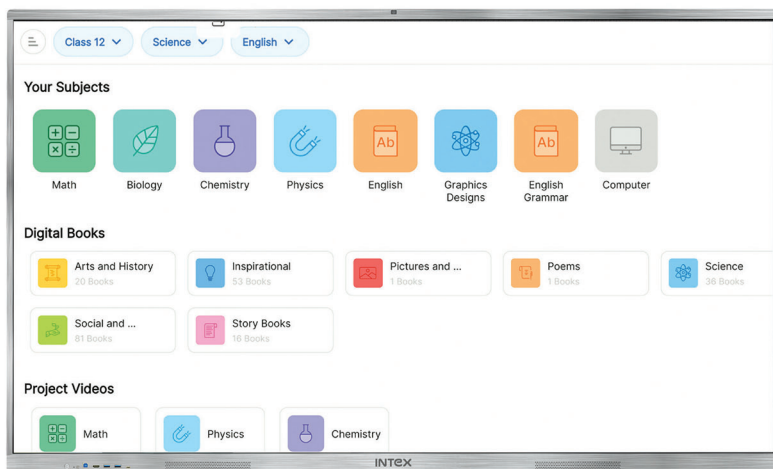 Class 12
Science
English
Your Subjects
Math
Biology
Chemistry
Physics
Ab
English
Graphics
Designs
Ab
English
Grammar
Computer
Digital Books
Arts and History
20 Books
Inspirational
53 Books
Pictures and ...
1 Books
Poems
1 Books
Science
36 Books
Social and ...
81 Books
Story Books
16 Books
Project Videos
Math
Physics
Chemistry
INTEX